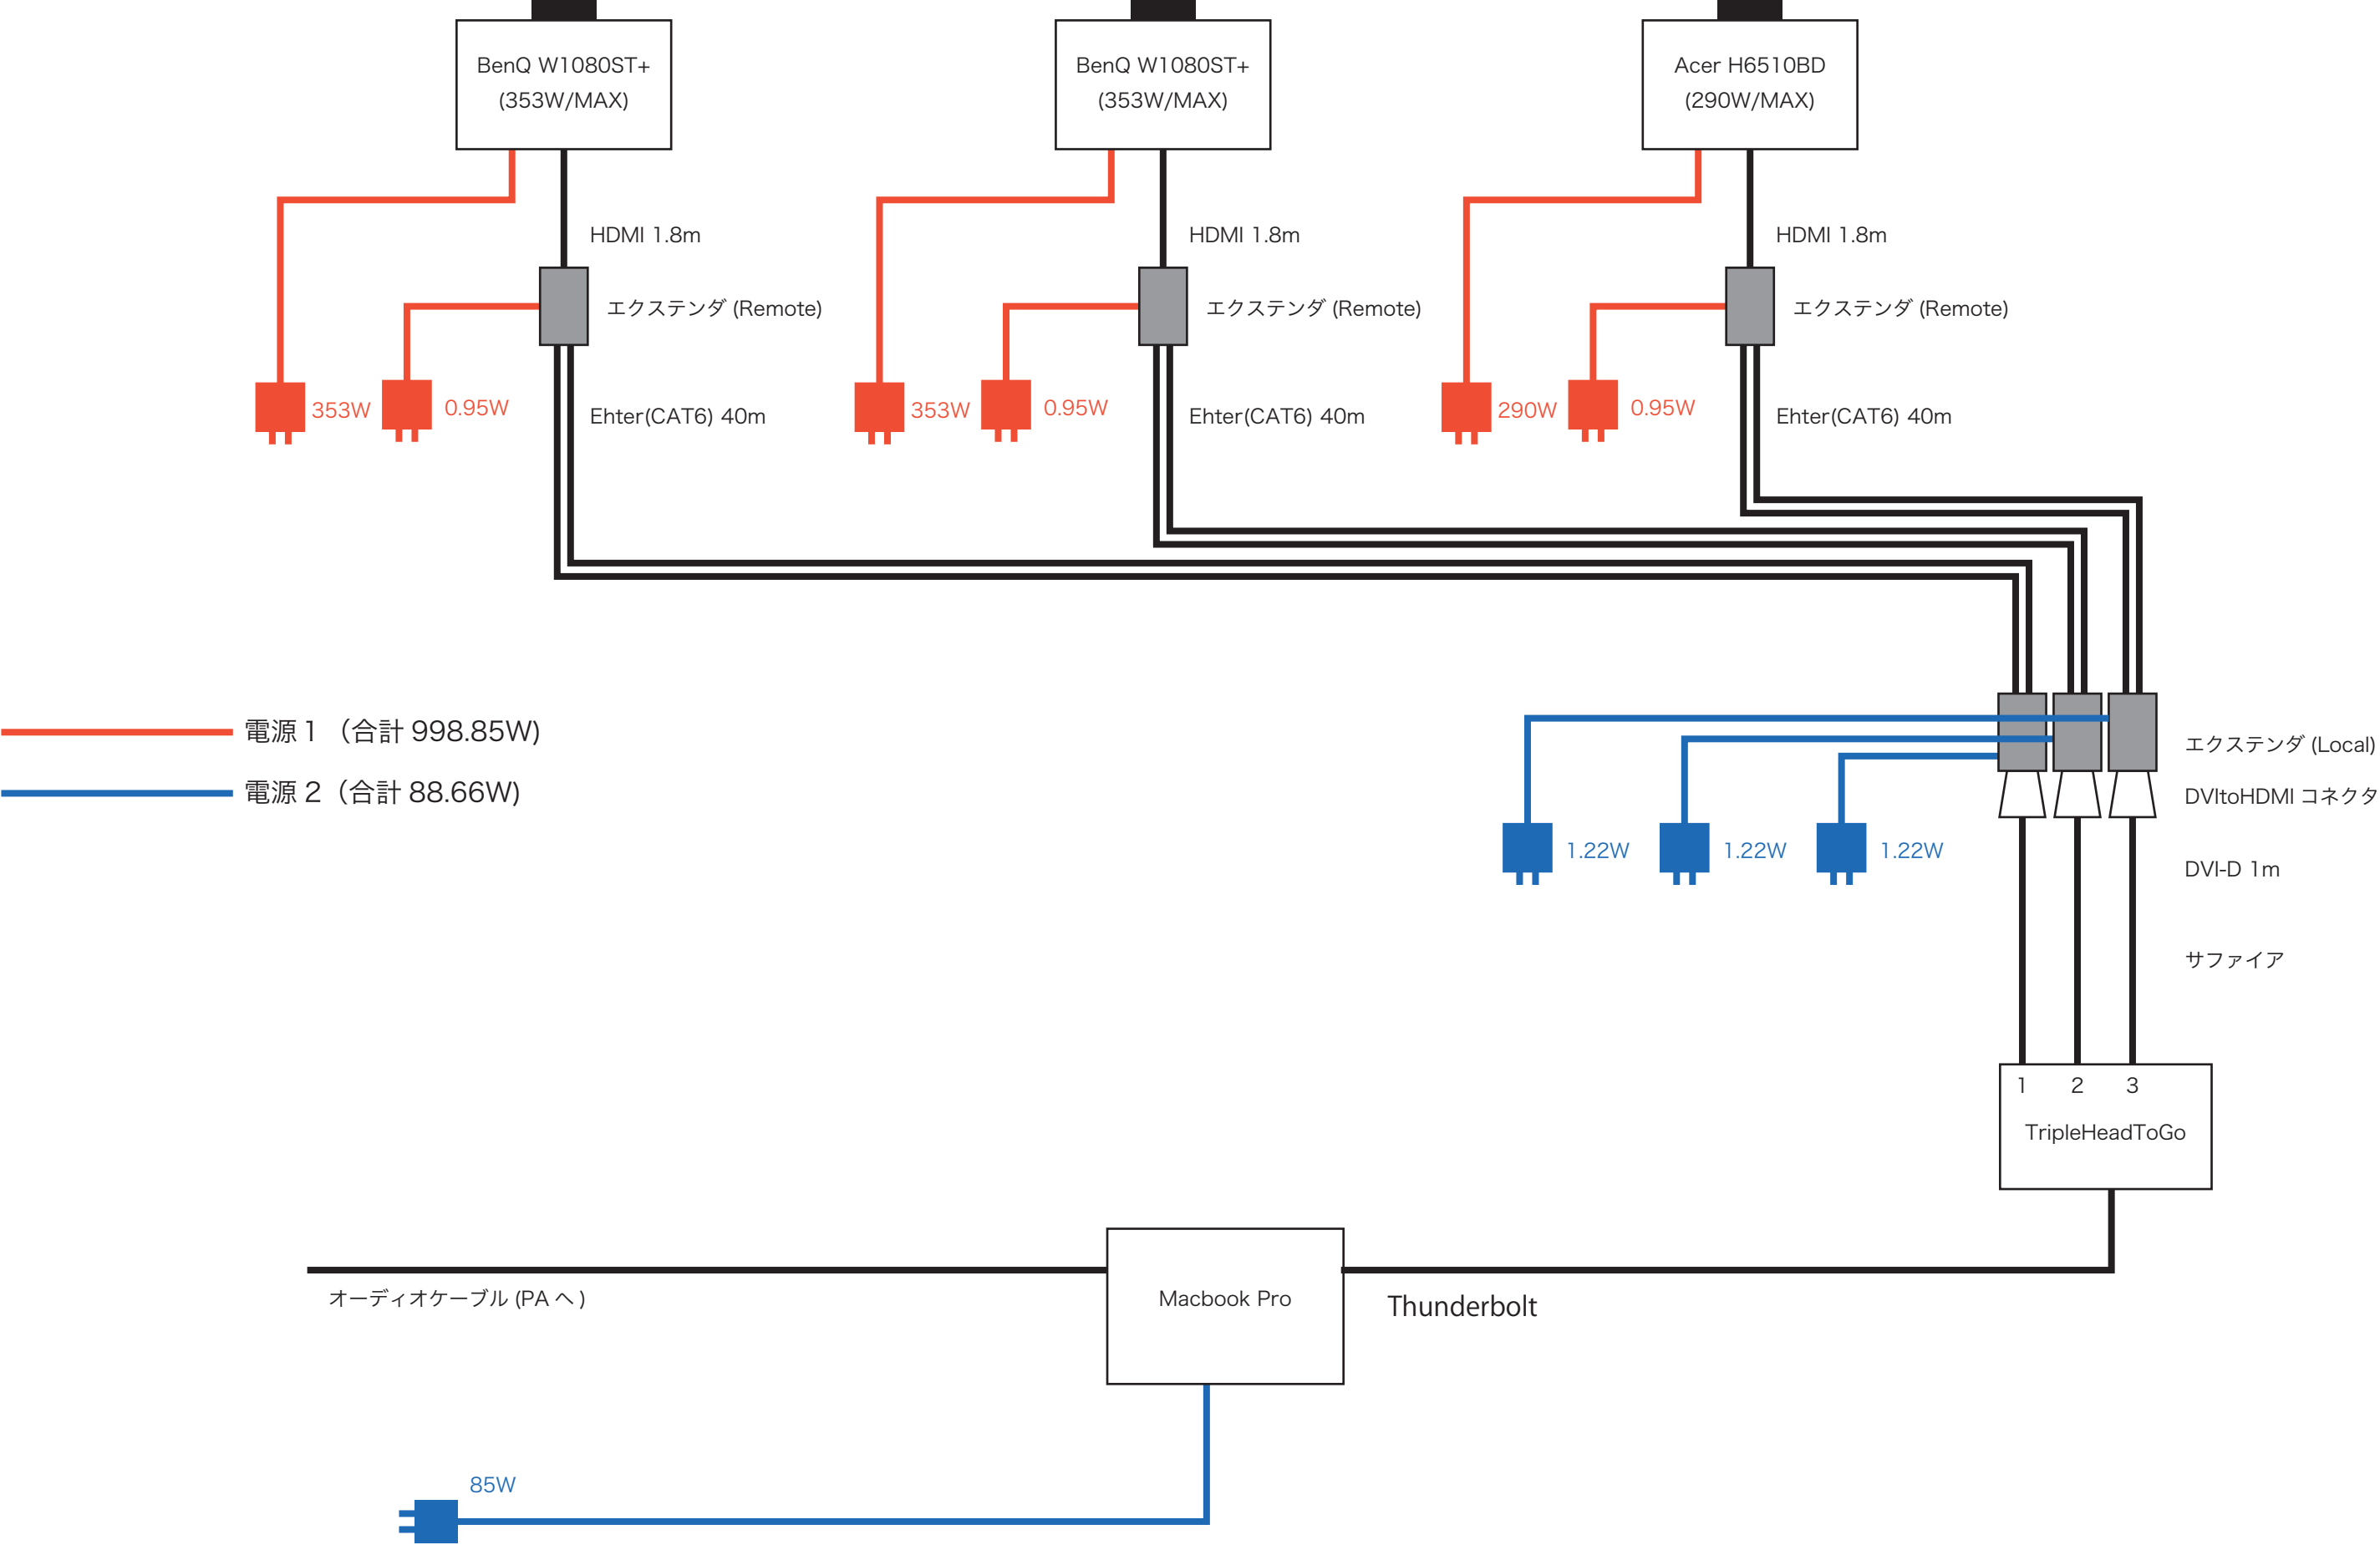 BenQ W1080ST+
(353W/MAX)
BenQ W1080ST+
(353W/MAX)
Acer H6510BD
(290W/MAX)
HDMI 1.8m
HDMI 1.8m
HDMI 1.8m
エクステンダ (Remote)
エクステンダ (Remote)
エクステンダ (Remote)
353W
0.95W
Ehter(CAT6) 40m
353W
0.95W
Ehter(CAT6) 40m
290W
0.95W
Ehter(CAT6) 40m
電源 1 （合計 998.85W)
電源 2（合計 88.66W)
エクステンダ (Local)
DVItoHDMI コネクタ
1.22W
1.22W
1.22W
DVI-D 1m
サファイア
1 2 3
TripleHeadToGo
オーディオケーブル (PA へ )
Macbook Pro
Thunderbolt
85W